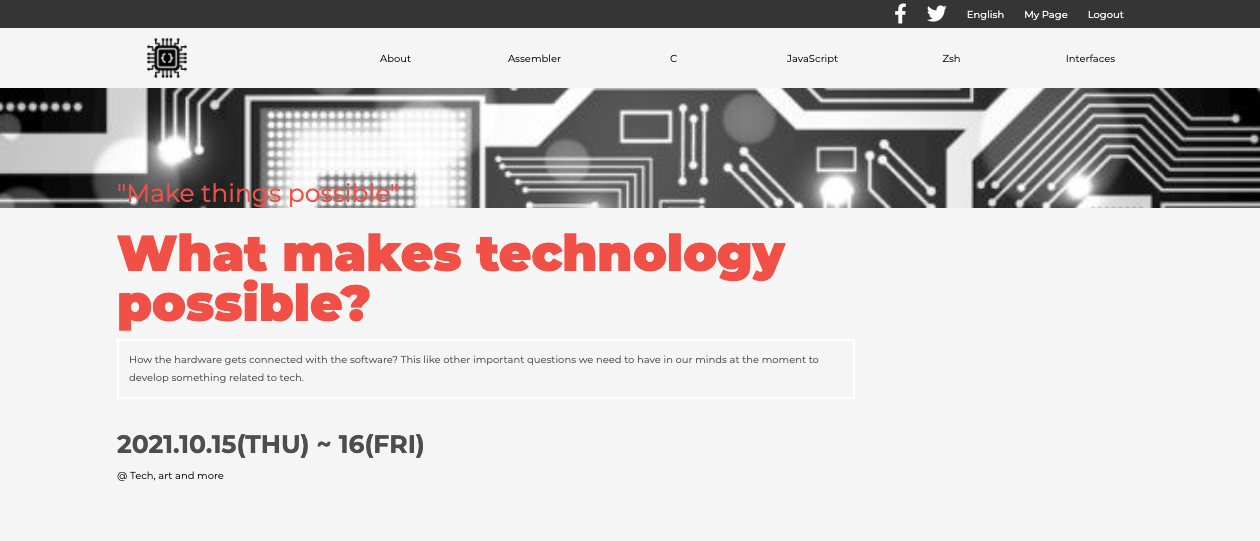 English My Page Logout
About Assembler C JavaScript Zsh Interfaces
"Make things possible"
What makes technology
possible?
How the hardware gets connected with the software? This like other important questions we need to have in our minds at the moment to
develop something related to tech.
2021.10.15(THU) ~ 16(FRI)
@ Tech, art and more